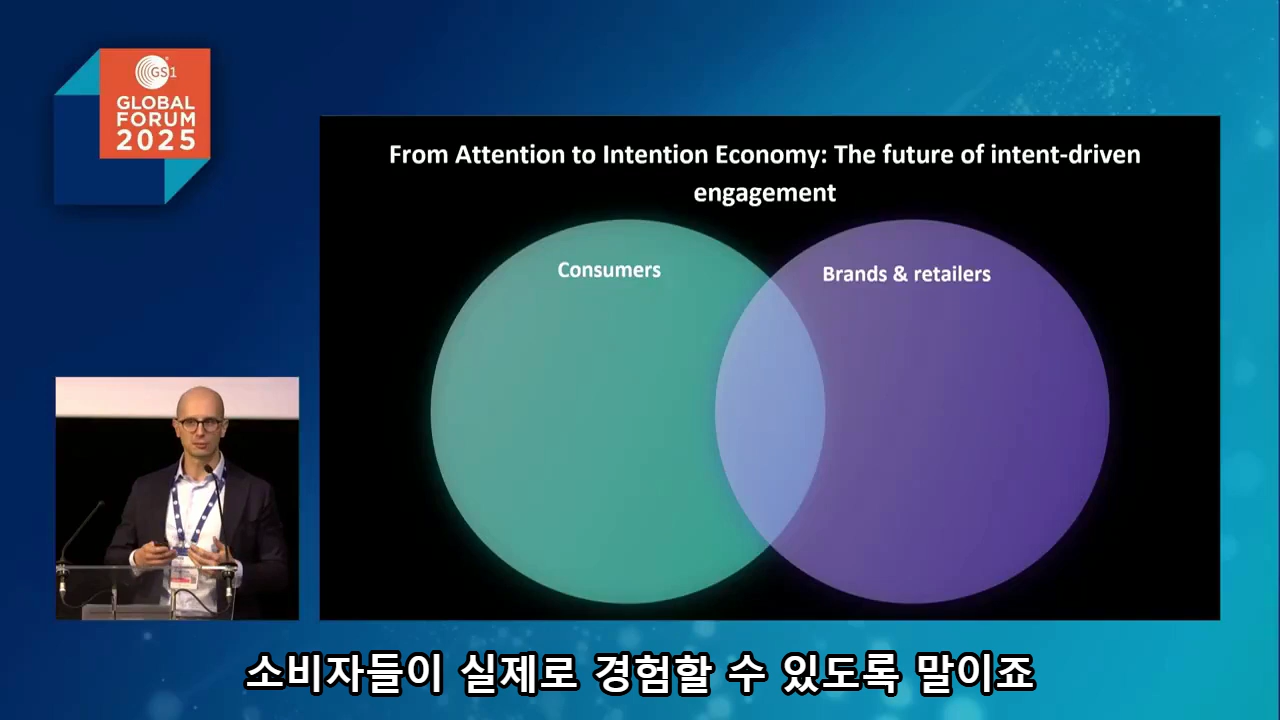 GS1
GLOBAL
FORUM
2025
From Attention to Intention Economy: The future of intent-driven
engagement
Consumers
Brands & retailers
소비자들이 실제로 경험할 수 있도록 말이죠